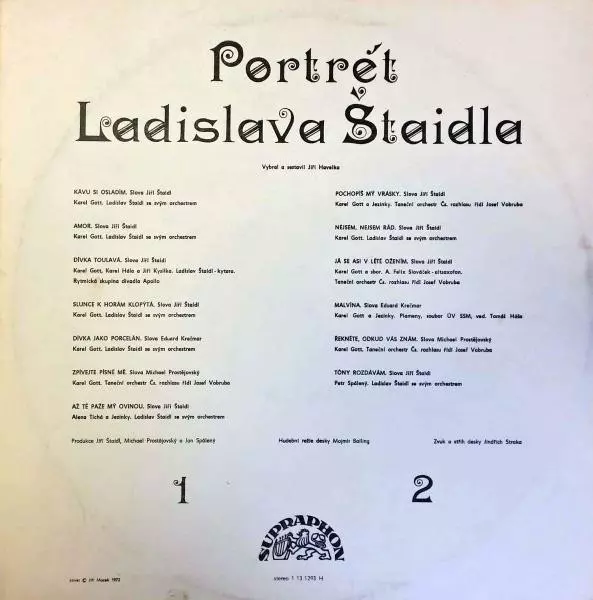 Portrét
Ladislava Štaidla
Vybral a sestavil Jiří Havelka
KÁVU SI OSLADÍM. Slova Jiří Štaidl
Karel Gott. Ladislav Štaidl se svým orchestrem
AMOR. Slova Jiří Štaidl
Karel Gott. Ladislav Štaidl se svým orchestrem
DÍVKA TOULAVÁ. Slova Jiří Štaidl
Karel Gott, Karel Hála a Jiří Kysilka. Ladislav Štaidl - kytara.
Rytmická skupina divadla Apollo
SLUNCE K HORÁM KLOPÝTÁ. Slova Jiří Štaidl
Karel Gott. Ladislav Štaidl se svým orchestrem
DÍVKA JAKO PORCELÁN. Slova Eduard Krečmar
Karel Gott. Ladislav Štaidl se svým orchestrem
ZPÍVEJTE PÍSNĚ MÉ. Slova Michael Prostějovský
Karel Gott. Taneční orchestr Čs. rozhlasu řídí Josef Vobruba
AŽ TĚ PAŽE MÝ OVINOU. Slova Jiří Štaidl
Alena Tichá a Jezinky. Ladislav Štaidl se svým orchestrem
POCHOPÍŠ MÝ VRÁSKY. Slova Jiří Štaidl
Karel Gott a Jezinky. Taneční orchestr Čs. rozhlasu řídí Josef Vobruba
NEJSEM, NEJSEM RÁD. Slova Jiří Štaidl
Karel Gott. Ladislav Štaidl se svým orchestrem
JÁ SE ASI V LÉTĚ OŽENÍM. Slova Jiří Štaidl
Karel Gott a sbor. A. Felix Slováček - altsaxofon.
Taneční orchestr Čs. rozhlasu řídí Josef Vobruba
MALVÍNA. Slova Eduard Krečmar
Karel Gott a Jezinky. Plameny, soubor ÚV SSM, ved. Tomáš Hála
ŘEKNĚTE, ODKUD VÁS ZNÁM. Slova Michael Prostějovský
Karel Gott. Taneční orchestr Čs. rozhlasu řídí Josef Vobruba
TÓNY ROZDÁVÁM. Slova Jiří Štaidl
Petr Spálený. Ladislav Štaidl se svým orchestrem
Produkce Jiří Štaidl, Michael Prostějovský a Jan Spálený
Hudební režie desky Mojmír Balling
Zvuk a střih desky Jindřich Straka
1
2
SUPRAPHON
cover © Jiří Macek 1972
stereo 1 13 1293 H